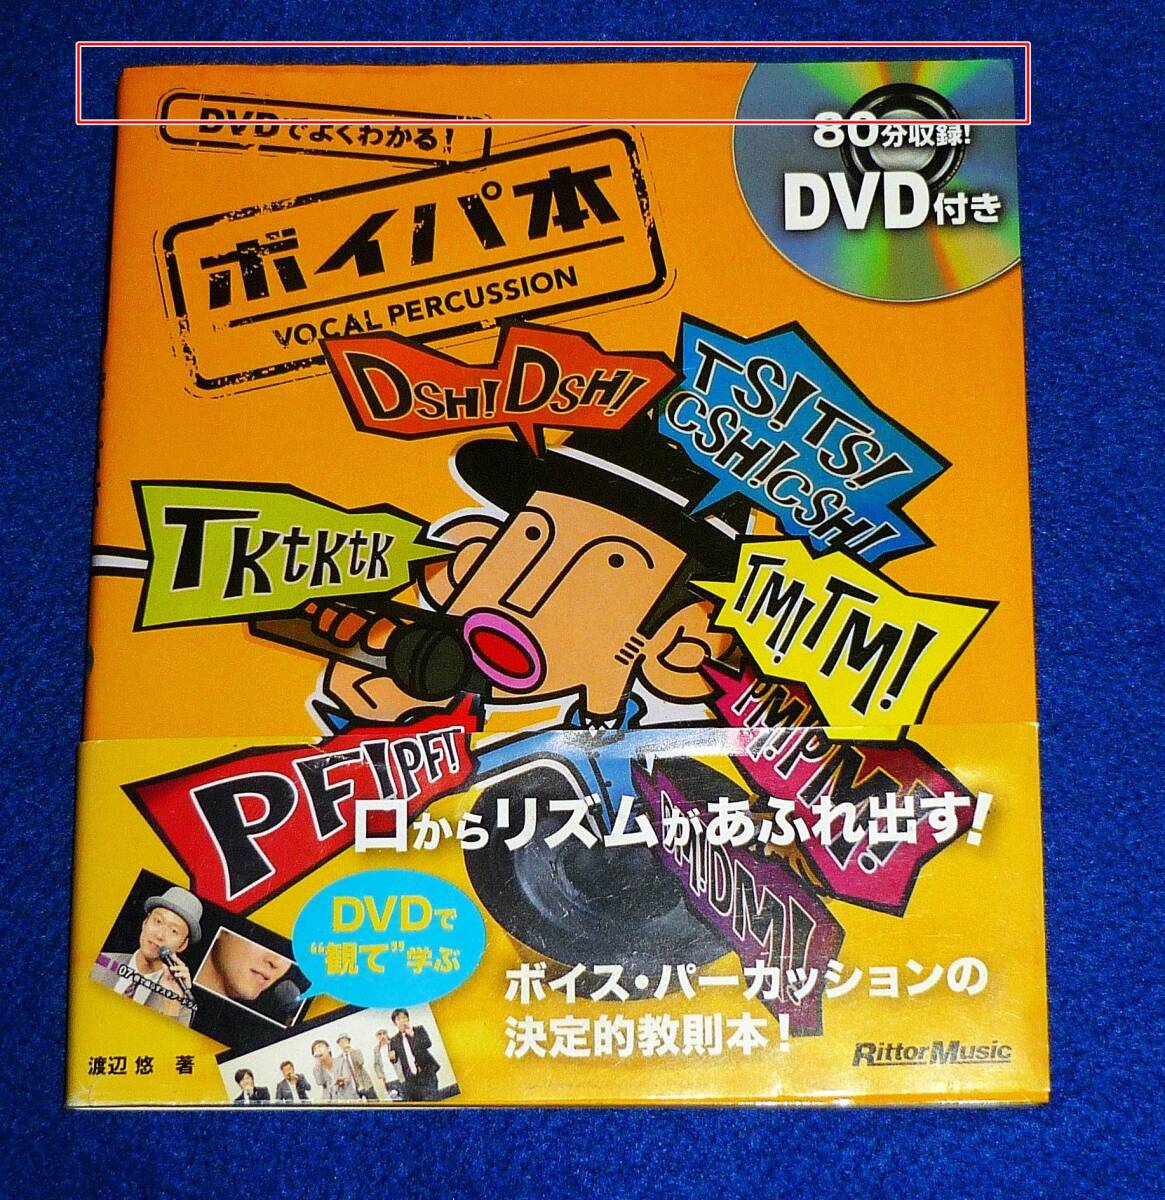 DVDでよくわかる!
ボイパ本
VOCAL PERCUSSION
80分収録!
DVD付き
DSH! DSH!
TS! TS!
CSH! CSH!
TKtKtK
TM! TM!
PM! PM!
PF! PF!
DM! DM!
口からリズムがあふれ出す!
DVDで
“観て”学ぶ
ボイス・パーカッションの
決定的教則本!
渡辺 悠 著
RittorMusic